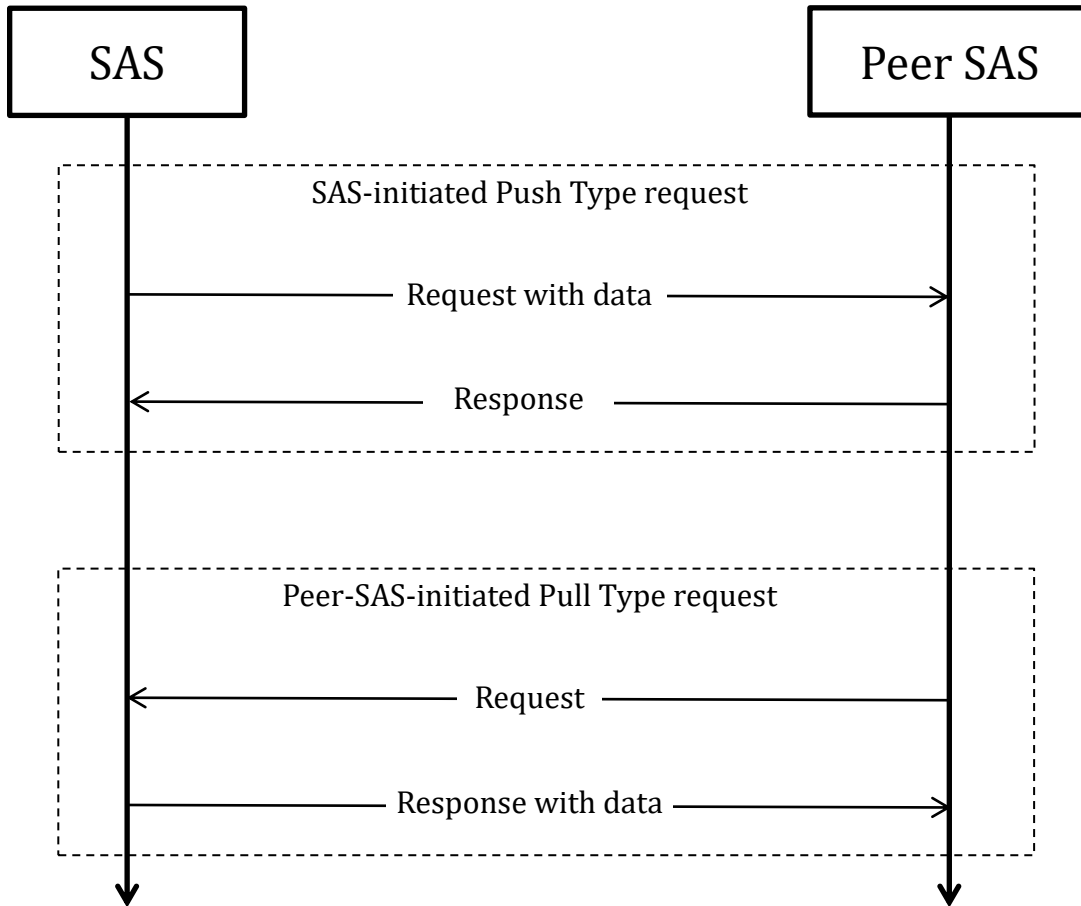 SAS
Peer SAS
SAS-initiated Push Type request
Request with data
Response
Peer-SAS-initiated Pull Type request
Request
Response with data